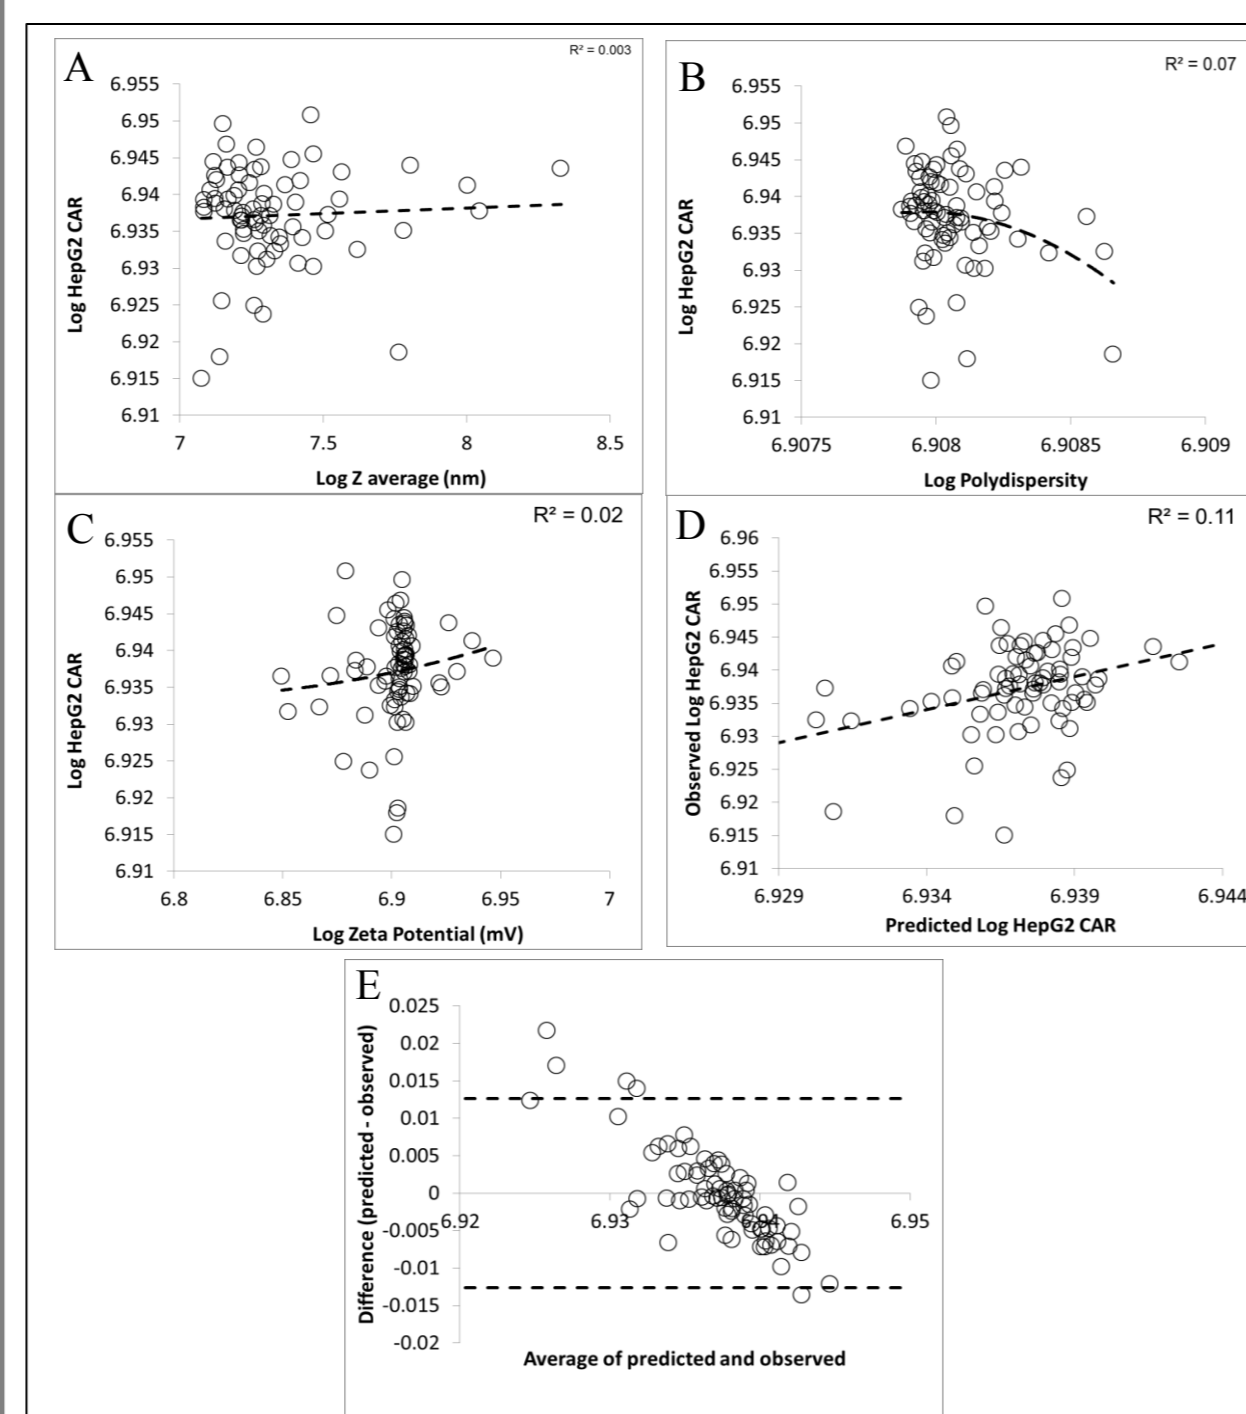 A
R² = 0.003
6.955
6.95
6.945
6.94
6.935
6.93
6.925
6.92
6.915
6.91
Log HepG2 CAR
7 7.5 8 8.5
Log Z average (nm)
B
R² = 0.07
6.955
6.95
6.945
6.94
6.935
6.93
6.925
6.92
6.915
6.91
Log HepG2 CAR
6.9075 6.908 6.9085 6.909
Log Polydispersity
C
R² = 0.02
6.955
6.95
6.945
6.94
6.935
6.93
6.925
6.92
6.915
6.91
Log HepG2 CAR
6.8 6.85 6.9 6.95 7
Log Zeta Potential (mV)
D
R² = 0.11
6.96
6.955
6.95
6.945
6.94
6.935
6.93
6.925
6.92
6.915
6.91
Observed Log HepG2 CAR
6.929 6.934 6.939 6.944
Predicted Log HepG2 CAR
E
0.025
0.02
0.015
0.01
0.005
0
-0.005
-0.01
-0.015
-0.02
Difference (predicted - observed)
6.92 6.93 6.94 6.95
Average of predicted and observed